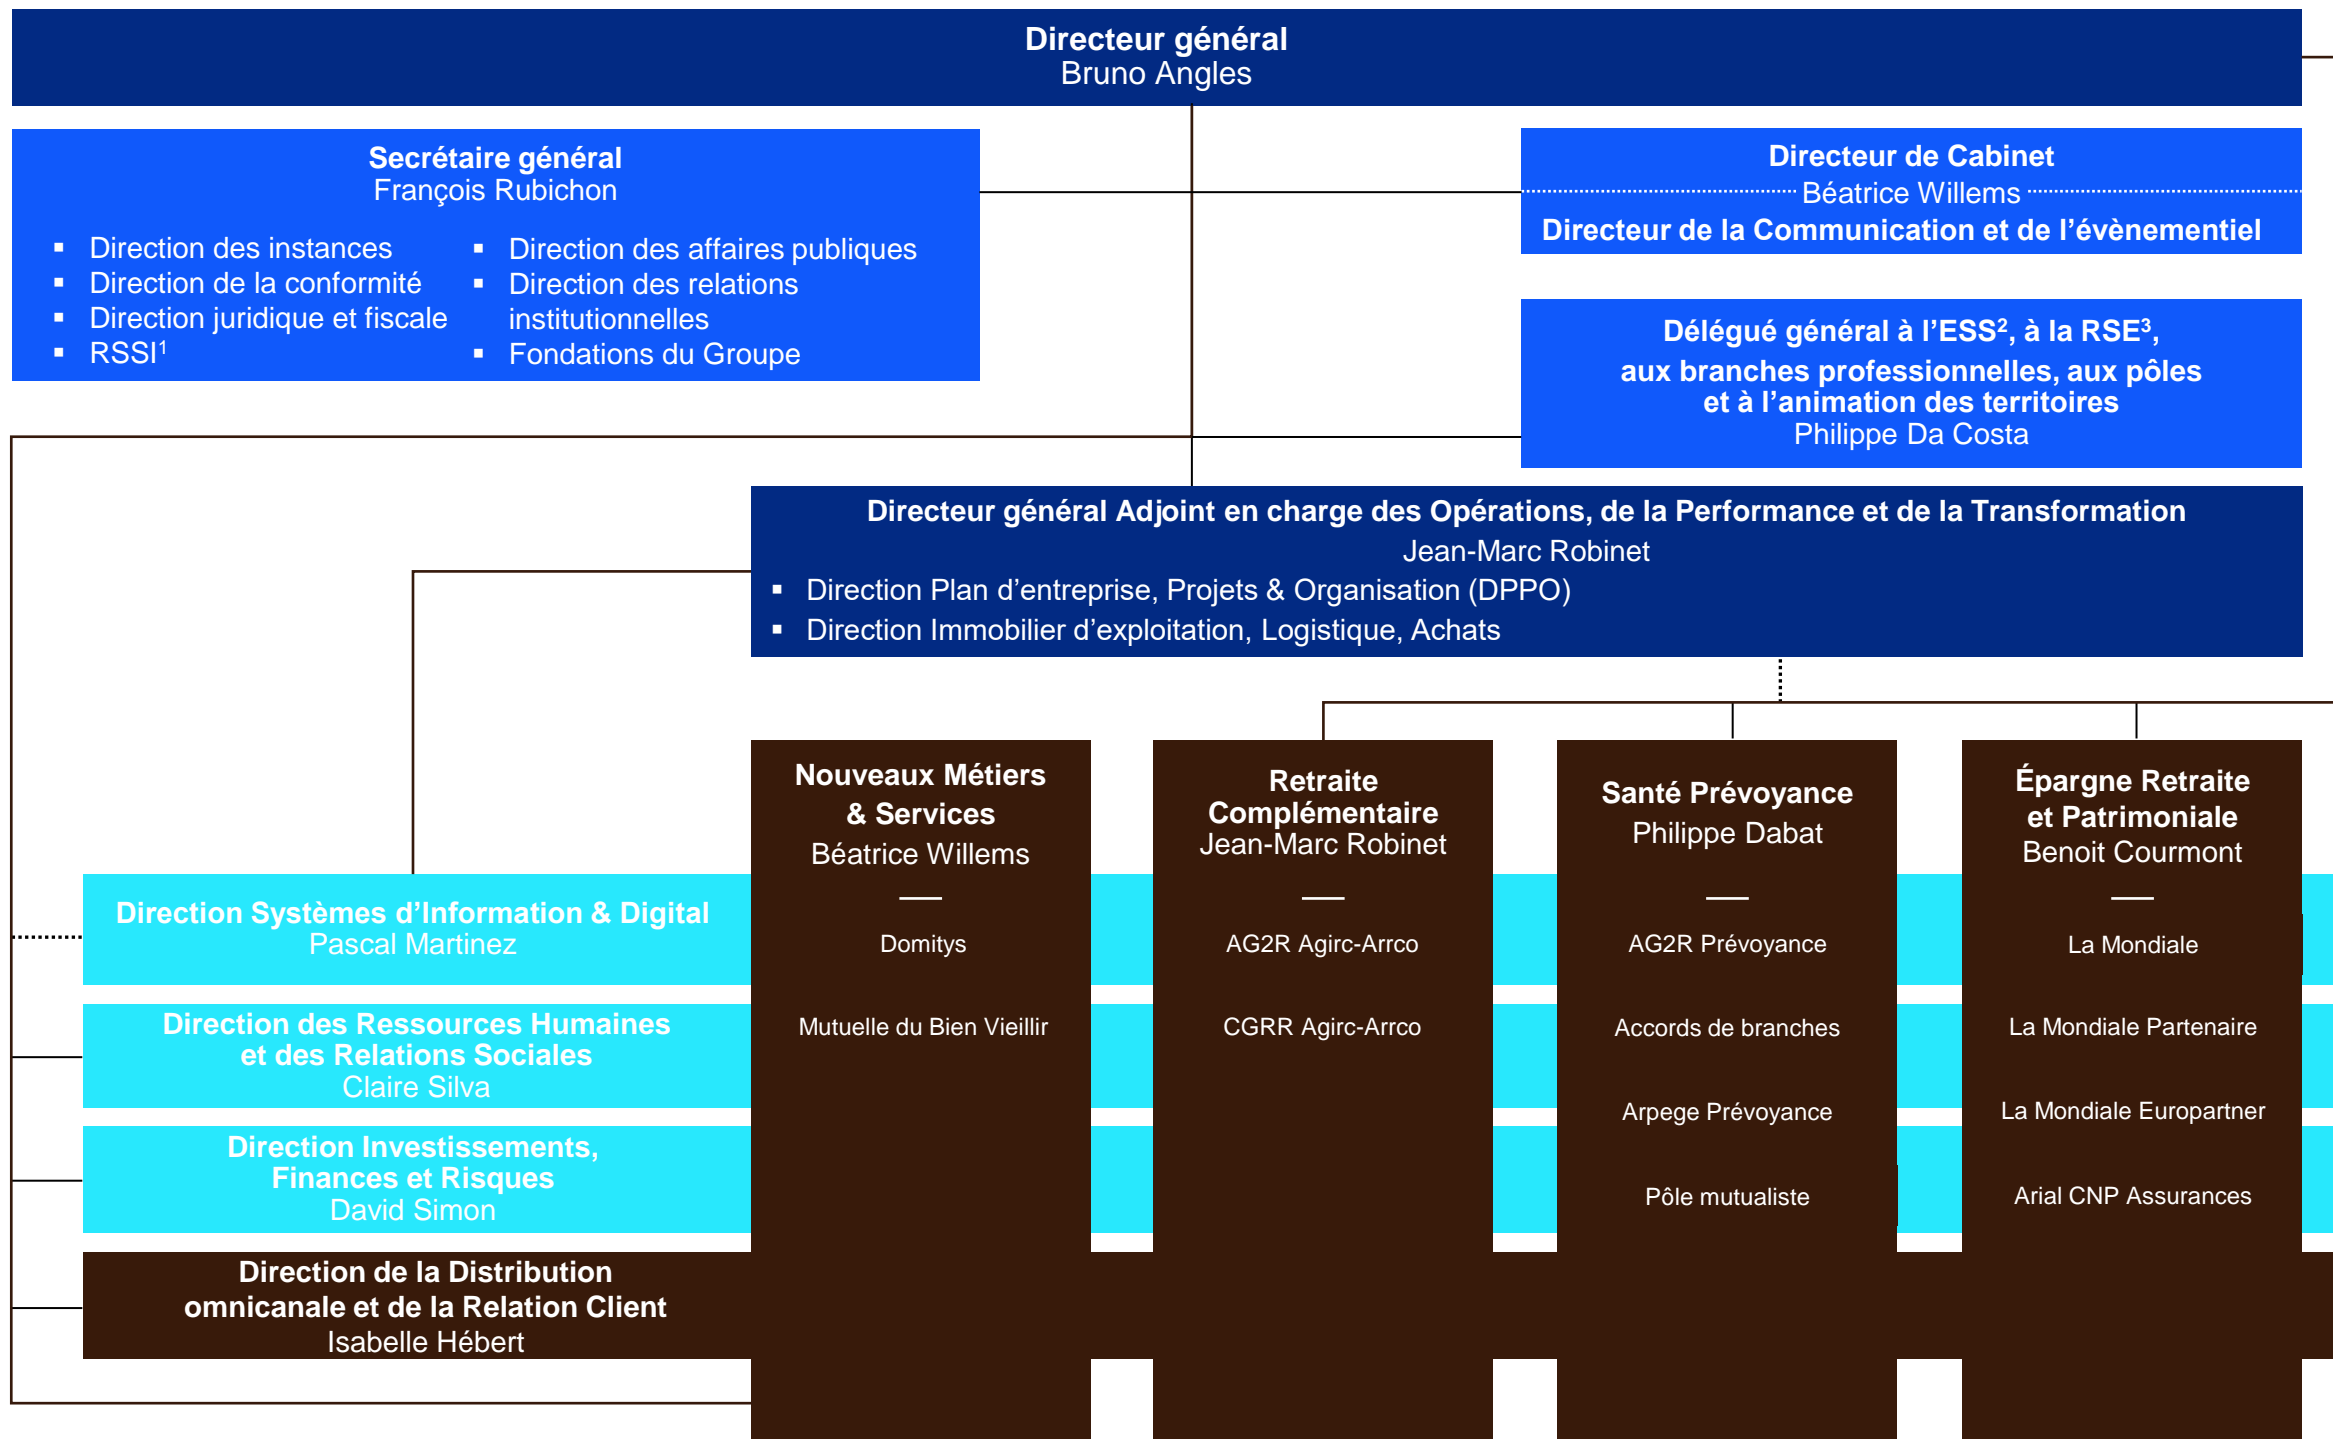 Directeur général
Bruno Angles
Secrétaire général
François Rubichon
▪ Direction des instances
▪ Direction de la conformité
▪ Direction juridique et fiscale
▪ RSSI¹
▪ Direction des affaires publiques
▪ Direction des relations
institutionnelles
▪ Fondations du Groupe
Directeur de Cabinet
Béatrice Willems
Directeur de la Communication et de l’évènementiel
Délégué général à l’ESS², à la RSE³,
aux branches professionnelles, aux pôles
et à l’animation des territoires
Philippe Da Costa
Directeur général Adjoint en charge des Opérations, de la Performance et de la Transformation
Jean-Marc Robinet
▪ Direction Plan d’entreprise, Projets & Organisation (DPPO)
▪ Direction Immobilier d’exploitation, Logistique, Achats
Nouveaux Métiers
& Services
Béatrice Willems
Domitys
Mutuelle du Bien Vieillir
Retraite
Complémentaire
Jean-Marc Robinet
AG2R Agirc-Arrco
CGRR Agirc-Arrco
Santé Prévoyance
Philippe Dabat
AG2R Prévoyance
Accords de branches
Arpege Prévoyance
Pôle mutualiste
Épargne Retraite
et Patrimoniale
Benoit Courmont
La Mondiale
La Mondiale Partenaire
La Mondiale Europartner
Arial CNP Assurances
Direction Systèmes d’Information & Digital
Pascal Martinez
Direction des Ressources Humaines
et des Relations Sociales
Claire Silva
Direction Investissements,
Finances et Risques
David Simon
Direction de la Distribution
omnicanale et de la Relation Client
Isabelle Hébert